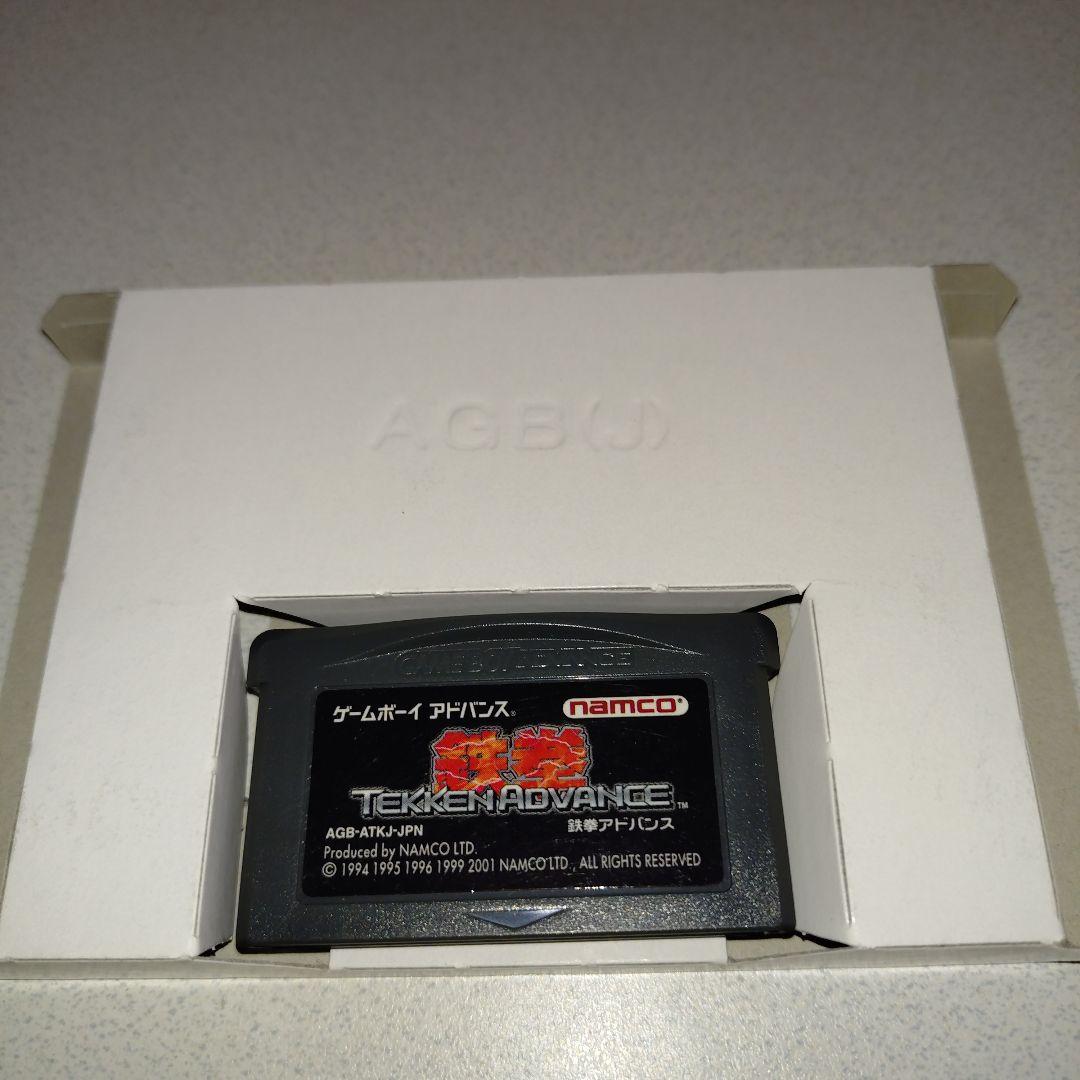 AGB(J)
GAME BOY ADVANCE
ゲームボーイ アドバンス®
namco®
鉄拳
TEKKEN ADVANCE™
鉄拳アドバンス
AGB-ATKJ-JPN
Produced by NAMCO LTD.
© 1994 1995 1996 1999 2001 NAMCO LTD., ALL RIGHTS RESERVED